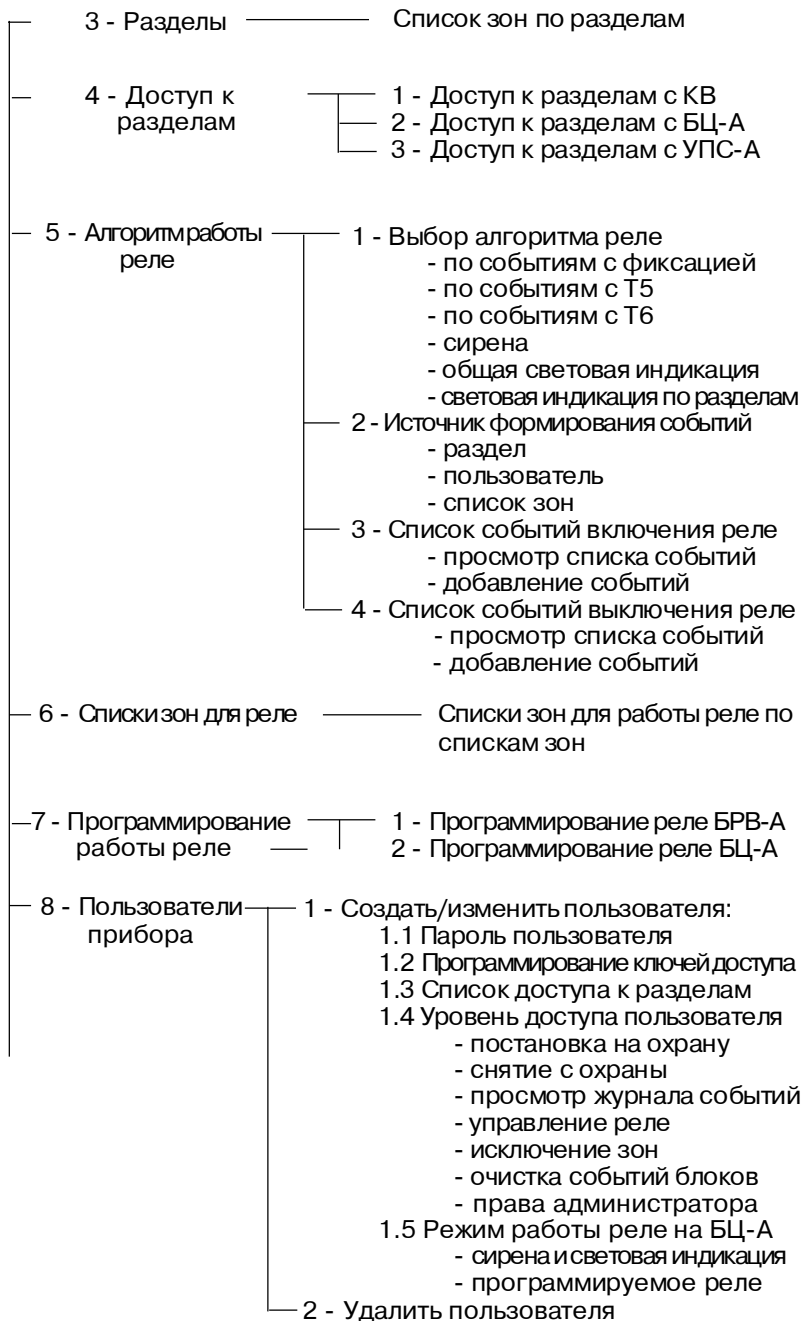 3 - Разделы Список зон по разделам
4 - Доступ к 1 - Доступ к разделам с КВ
разделам 2 - Доступ к разделам с БЦ-А
3 - Доступ к разделам с УПС-А
5 - Алгоритм работы 1 - Выбор алгоритма реле
реле - по событиям с фиксацией
- по событиям с Т5
- по событиям с Т6
- сирена
- общая световая индикация
- световая индикация по разделам
2 - Источник формирования событий
- раздел
- пользователь
- список зон
3 - Список событий включения реле
- просмотр списка событий
- добавление событий
4 - Список событий выключения реле
- просмотр списка событий
- добавление событий
6 - Списки зон для реле Списки зон для работы реле по
спискам зон
7 - Программирование 1 - Программирование реле БРВ-А
работы реле 2 - Программирование реле БЦ-А
8 - Пользователи 1 - Создать/изменить пользователя:
прибора 1.1 Пароль пользователя
1.2 Программирование ключей доступа
1.3 Список доступа к разделам
1.4 Уровень доступа пользователя
- постановка на охрану
- снятие с охраны
- просмотр журнала событий
- управление реле
- исключение зон
- очистка событий блоков
- права администратора
1.5 Режим работы реле на БЦ-А
- сирена и световая индикация
- программируемое реле
2 - Удалить пользователя